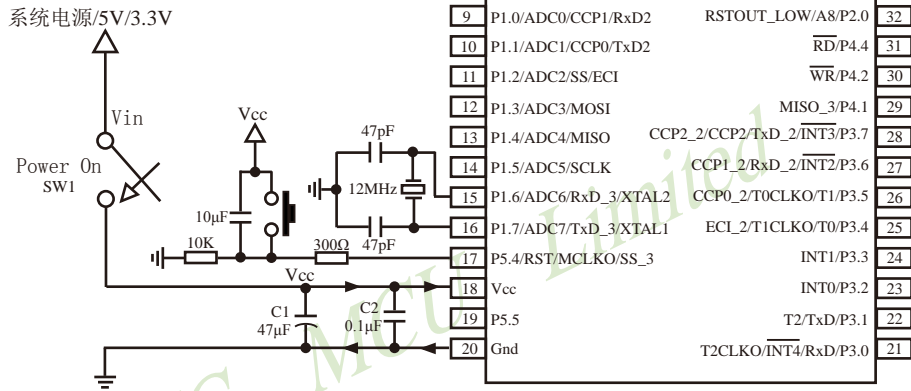 系统电源/5V/3.3V
Vin
Power On
SW1
Vcc
10μF
10K
300Ω
47pF
12MHz
47pF
Vcc
C1
47μF
C2
0.1μF
9 P1.0/ADC0/CCP1/RxD2
10 P1.1/ADC1/CCP0/TxD2
11 P1.2/ADC2/SS/ECI
12 P1.3/ADC3/MOSI
13 P1.4/ADC4/MISO
14 P1.5/ADC5/SCLK
15 P1.6/ADC6/RxD_3/XTAL2
16 P1.7/ADC7/TxD_3/XTAL1
17 P5.4/RST/MCLKO/SS_3
18 Vcc
19 P5.5
20 Gnd
RSTOUT_LOW/A8/P2.0 32
RD/P4.4 31
WR/P4.2 30
MISO_3/P4.1 29
CCP2_2/CCP2/TxD_2/INT3/P3.7 28
CCP1_2/RxD_2/INT2/P3.6 27
CCP0_2/T0CLKO/T1/P3.5 26
ECI_2/T1CLKO/T0/P3.4 25
INT1/P3.3 24
INT0/P3.2 23
T2/TxD/P3.1 22
T2CLKO/INT4/RxD/P3.0 21
MCU Limited